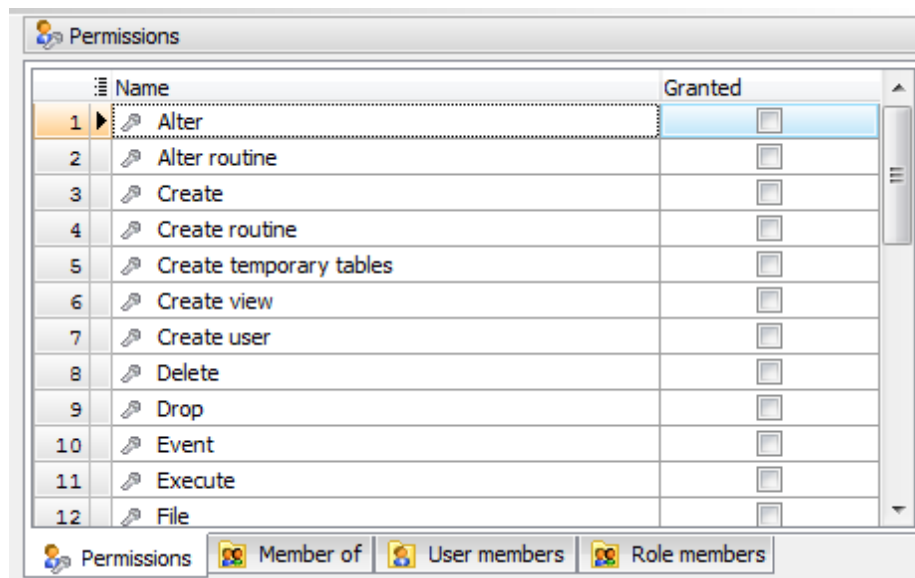 Permissions
Name Granted
1 Alter
2 Alter routine
3 Create
4 Create routine
5 Create temporary tables
6 Create view
7 Create user
8 Delete
9 Drop
10 Event
11 Execute
12 File
Permissions Member of User members Role members